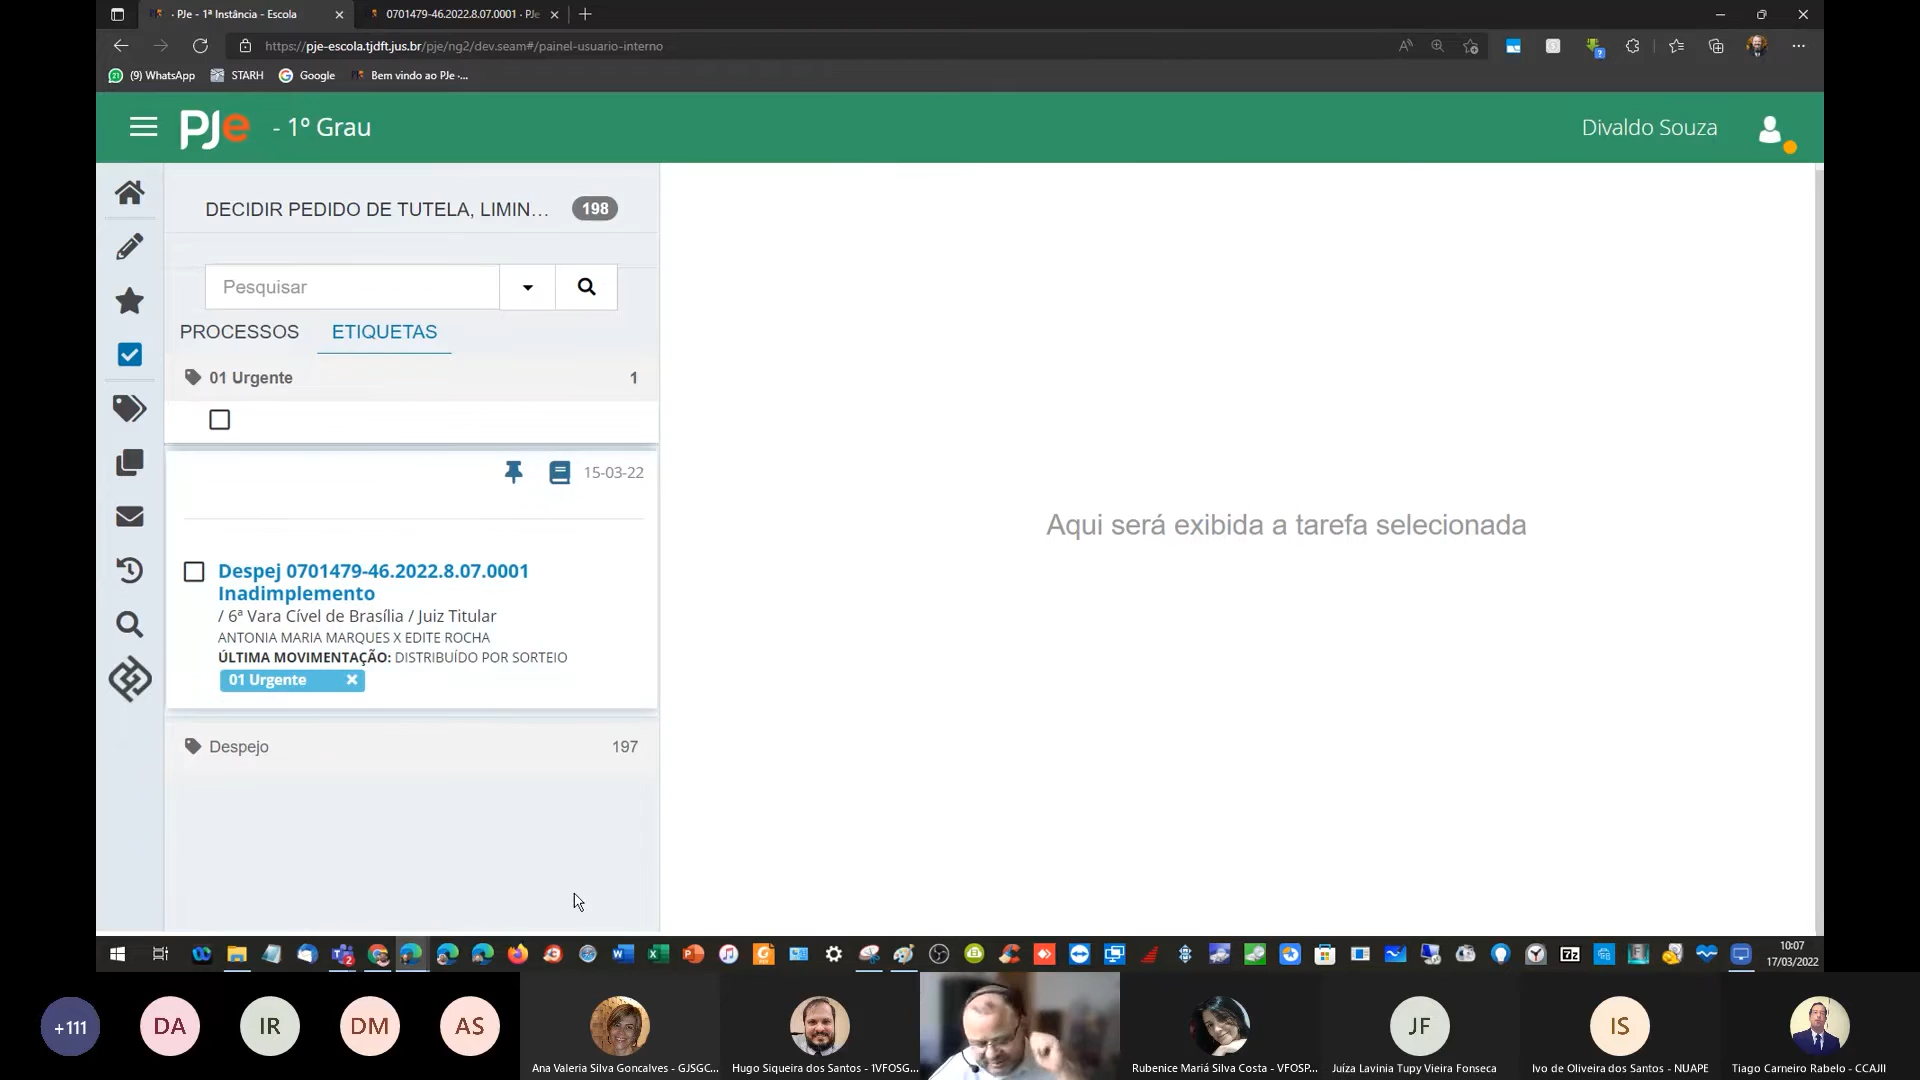 · PJe - 1ª Instância - Escola
0701479-46.2022.8.07.0001 · PJe
https://pje-escola.tjdft.jus.br/pje/ng2/dev.seam#/painel-usuario-interno
(9) WhatsApp
STARH
Google
Bem vindo ao PJe ·...
PJe - 1º Grau
Divaldo Souza
DECIDIR PEDIDO DE TUTELA, LIMIN...
198
Pesquisar
PROCESSOS
ETIQUETAS
01 Urgente
1
15-03-22
Despej 0701479-46.2022.8.07.0001
Inadimplemento
/ 6ª Vara Cível de Brasília / Juiz Titular
ANTONIA MARIA MARQUES X EDITE ROCHA
ÚLTIMA MOVIMENTAÇÃO: DISTRIBUÍDO POR SORTEIO
01 Urgente
Despejo
197
Aqui será exibida a tarefa selecionada
10:07
17/03/2022
+111
DA
IR
DM
AS
JF
IS
Ana Valeria Silva Goncalves - GJSGC...
Hugo Siqueira dos Santos - 1VFOSG...
Rubenice Mariá Silva Costa - VFOSP...
Juíza Lavinia Tupy Vieira Fonseca
Ivo de Oliveira dos Santos - NUAPE
Tiago Carneiro Rabelo - CCAJII